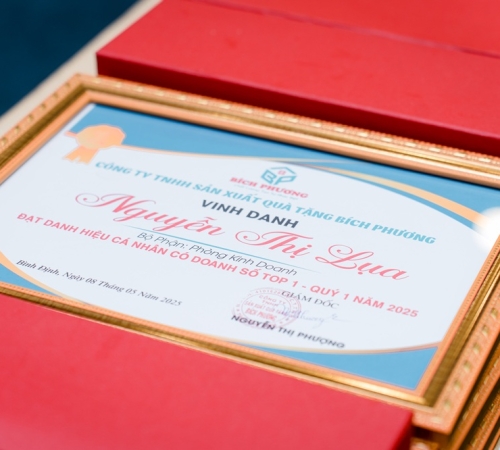 BÍCH PHƯƠNG
CÔNG TY TNHH SẢN XUẤT QUÀ TẶNG BÍCH PHƯƠNG
VINH DANH
Nguyễn Thị Lua
Bộ Phận: Phòng Kinh Doanh
ĐẠT DANH HIỆU CÁ NHÂN CÓ DOANH SỐ TOP 1 - QUÝ 1 NĂM 2025
Bình Định, Ngày 08 Tháng 05 Năm 2025
GIÁM ĐỐC
NGUYỄN THỊ PHƯỢNG